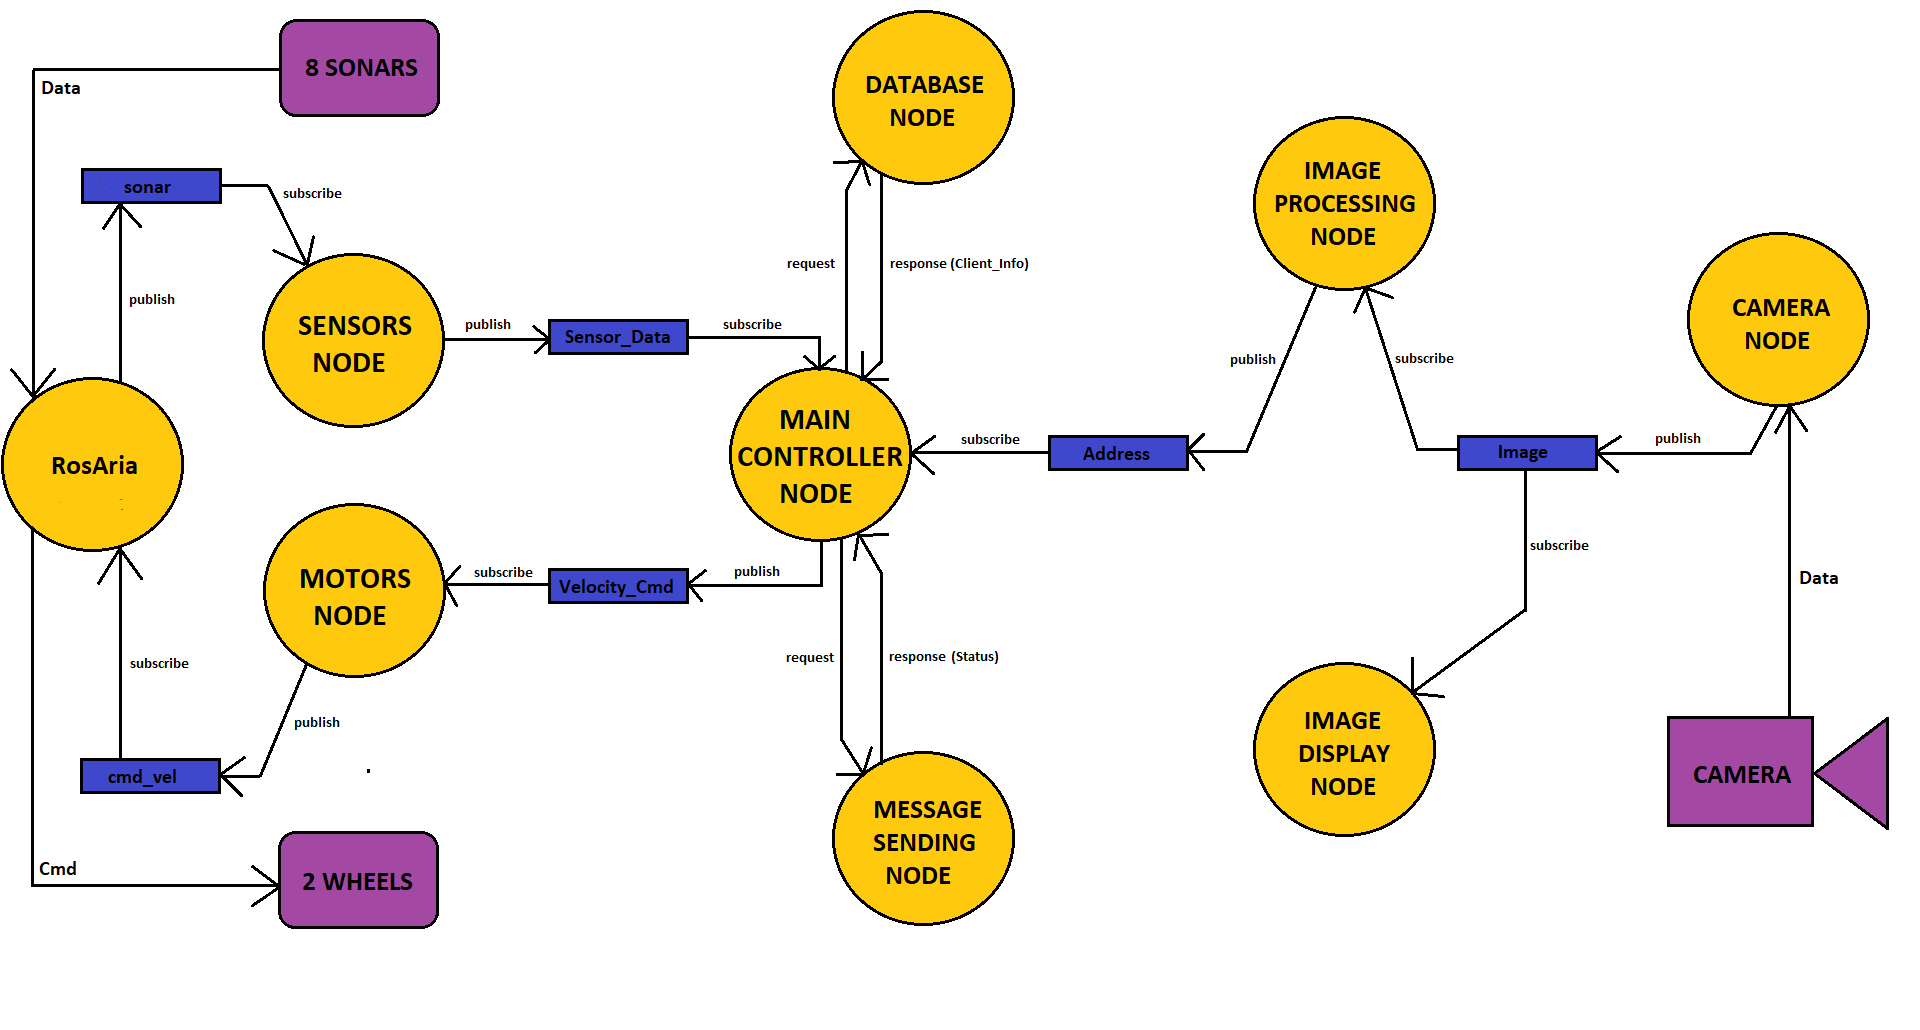 8 SONARS
Data
sonar
subscribe
publish
SENSORS
NODE
publish
Sensor_Data
subscribe
RosAria
MOTORS
NODE
subscribe
Velocity_Cmd
publish
subscribe
publish
cmd_vel
Cmd
2 WHEELS
DATABASE
NODE
request
response (Client_Info)
MAIN
CONTROLLER
NODE
request
response (Status)
MESSAGE
SENDING
NODE
subscribe
Address
publish
IMAGE
PROCESSING
NODE
subscribe
Image
publish
CAMERA
NODE
subscribe
Data
IMAGE
DISPLAY
NODE
CAMERA